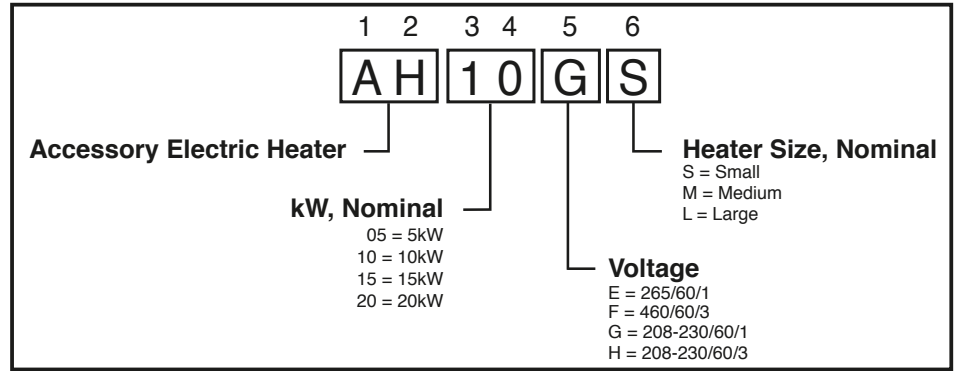 1 2 3 4 5 6
AH 10 G S
Accessory Electric Heater
kW, Nominal
05 = 5kW
10 = 10kW
15 = 15kW
20 = 20kW
Voltage
E = 265/60/1
F = 460/60/3
G = 208-230/60/1
H = 208-230/60/3
Heater Size, Nominal
S = Small
M = Medium
L = Large